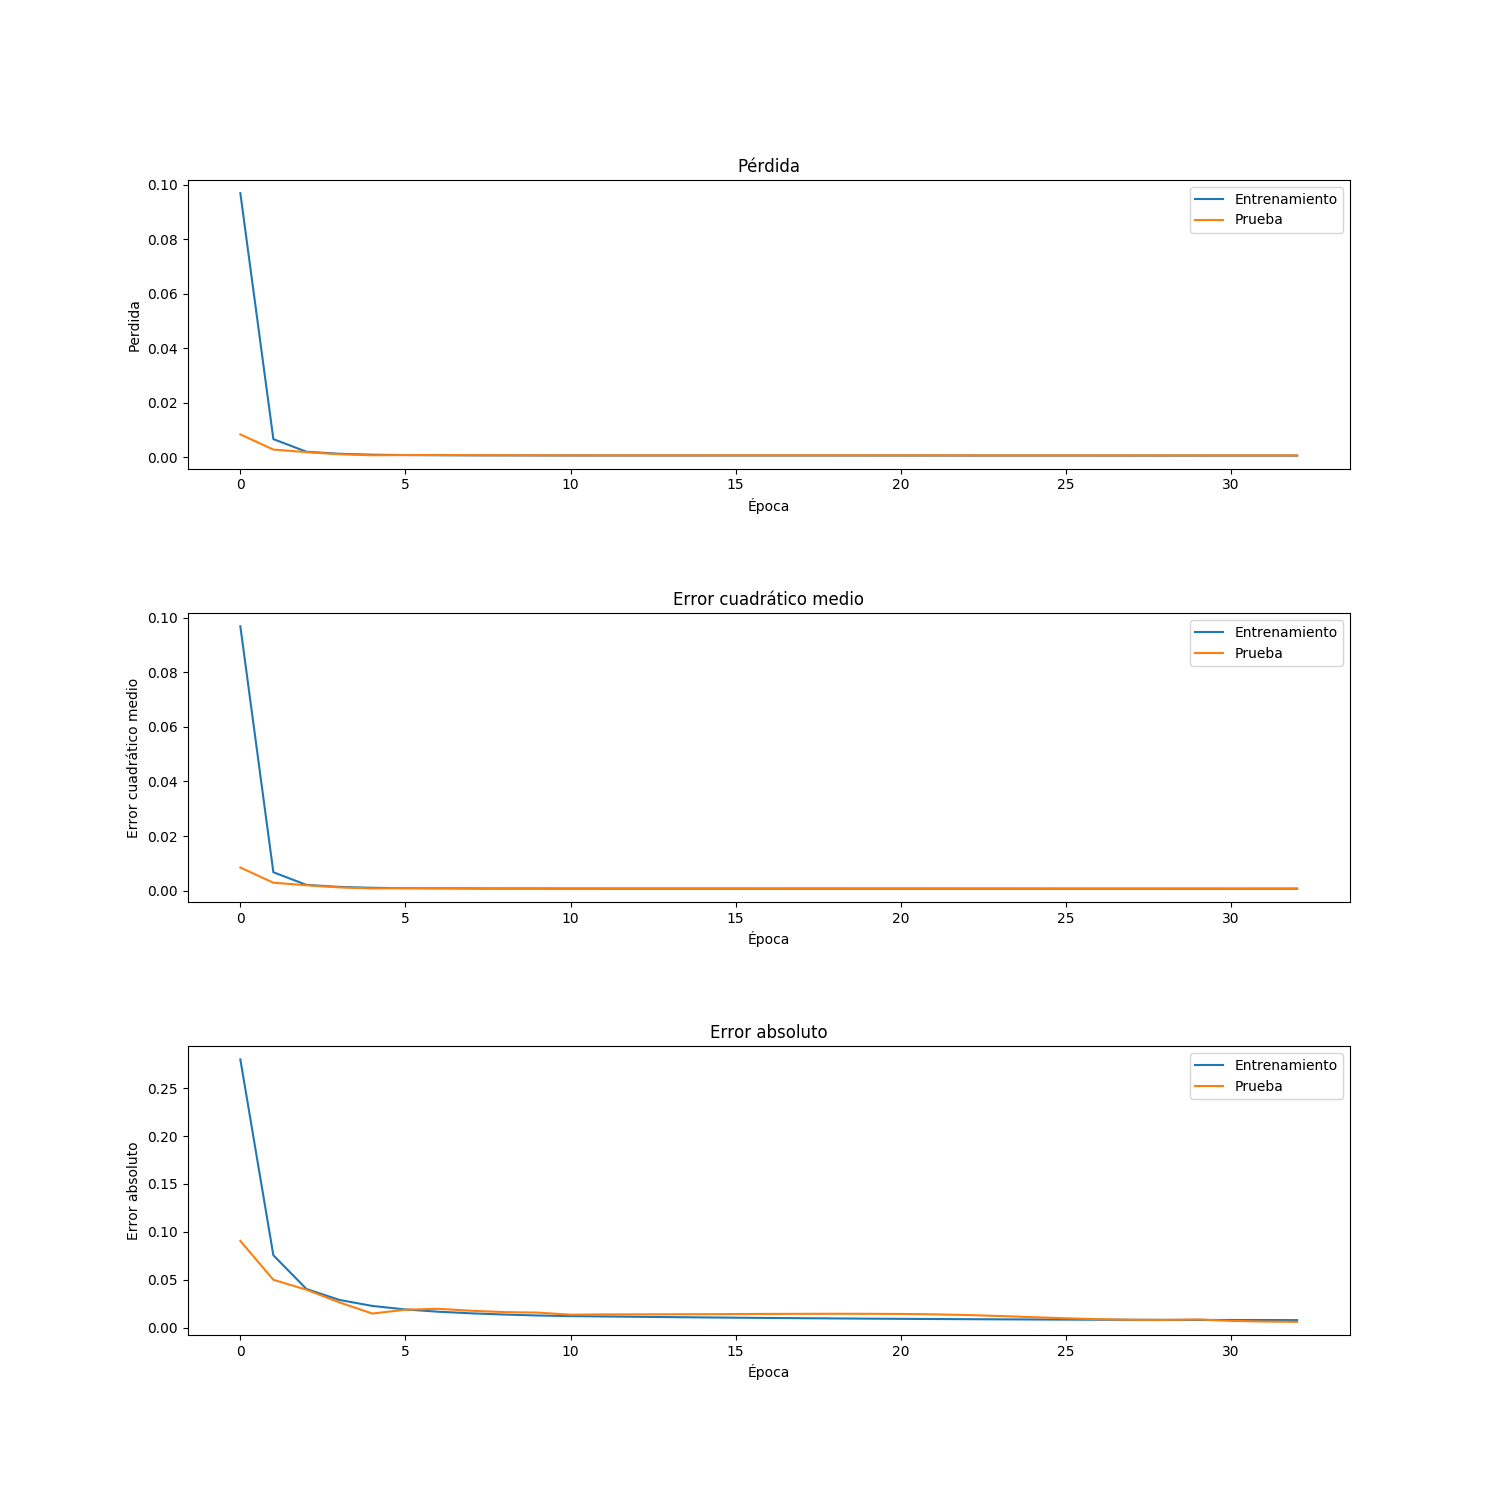 Pérdida
0.10
0.08
0.06
0.04
0.02
0.00
Perdida
Entrenamiento
Prueba
0 5 10 15 20 25 30
Época
Error cuadrático medio
0.10
0.08
0.06
0.04
0.02
0.00
Error cuadrático medio
Entrenamiento
Prueba
0 5 10 15 20 25 30
Época
Error absoluto
0.25
0.20
0.15
0.10
0.05
0.00
Error absoluto
Entrenamiento
Prueba
0 5 10 15 20 25 30
Época